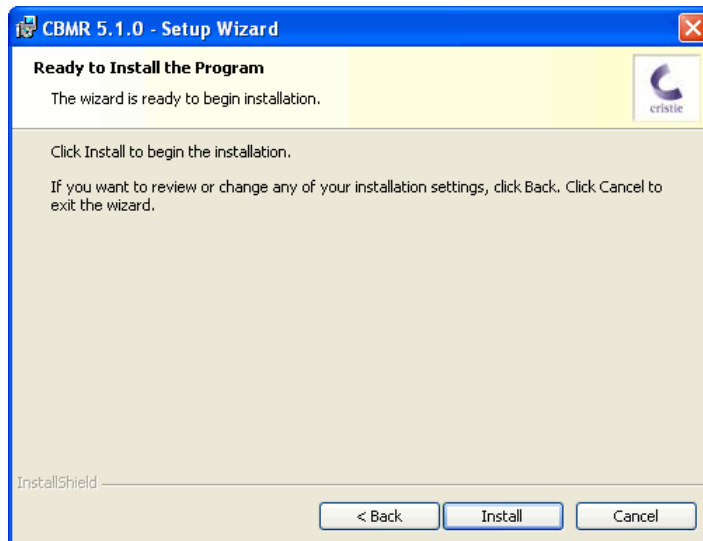 CBMR 5.1.0 - Setup Wizard
Ready to Install the Program
The wizard is ready to begin installation.
cristie
Click Install to begin the installation.
If you want to review or change any of your installation settings, click Back. Click Cancel to
exit the wizard.
InstallShield
< Back
Install
Cancel